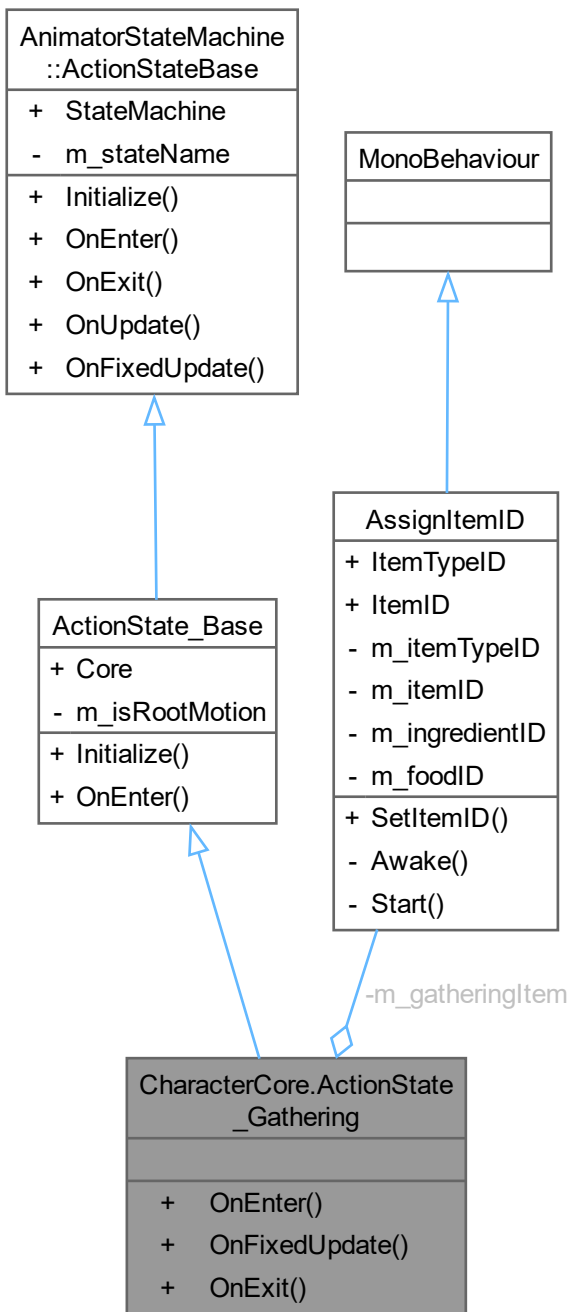 AnimatorStateMachine
::ActionStateBase
+ StateMachine
- m_stateName
+ Initialize()
+ OnEnter()
+ OnExit()
+ OnUpdate()
+ OnFixedUpdate()
MonoBehaviour
ActionState_Base
+ Core
- m_isRootMotion
+ Initialize()
+ OnEnter()
AssignItemID
+ ItemTypeID
+ ItemID
- m_itemTypeID
- m_itemID
- m_ingredientID
- m_foodID
+ SetItemID()
- Awake()
- Start()
-m_gatheringItem
CharacterCore.ActionState
_Gathering
+ OnEnter()
+ OnFixedUpdate()
+ OnExit()